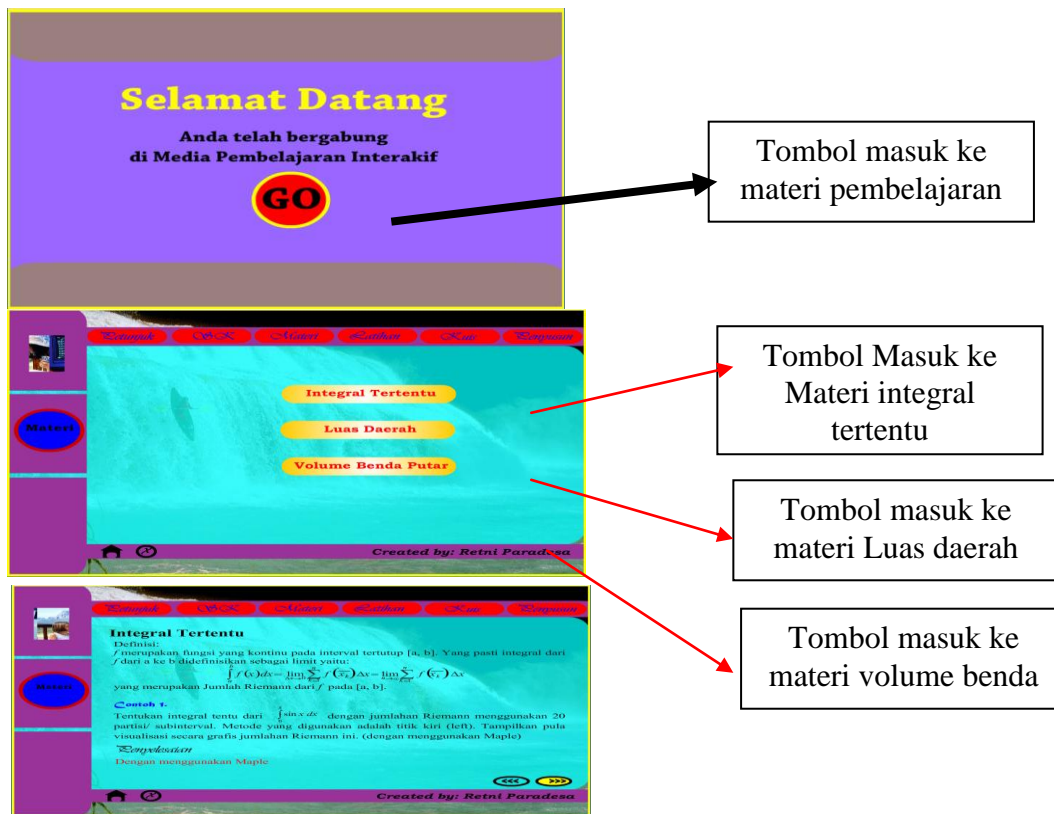 Selamat Datang
Anda telah bergabung
di Media Pembelajaran Interakif
GO
Tombol masuk ke
materi pembelajaran
Petunjuk SK Materi Latihan Kuis Penyusun
Materi
Integral Tertentu
Luas Daerah
Volume Benda Putar
Created by: Retni Paradesa
Tombol Masuk ke
Materi integral
tertentu
Tombol masuk ke
materi Luas daerah
Tombol masuk ke
materi volume benda
Petunjuk SK Materi Latihan Kuis Penyusun
Materi
Integral Tertentu
Definisi:
f merupakan fungsi yang kontinu pada interval tertutup [a, b]. Yang pasti integral dari
f dari a ke b didefinisikan sebagai limit yaitu:
yang merupakan Jumlah Riemann dari f pada [a, b].
Contoh 1.
Tentukan integral tentu dari sin x dx dengan jumlahan Riemann menggunakan 20
partisi/ subinterval. Metode yang digunakan adalah titik kiri (left). Tampilkan pula
visualisasi secara grafis jumlahan Riemann ini. (dengan menggunakan Maple)
Penyelesaian
Dengan menggunakan Maple
<<< >>>
Created by: Retni Paradesa